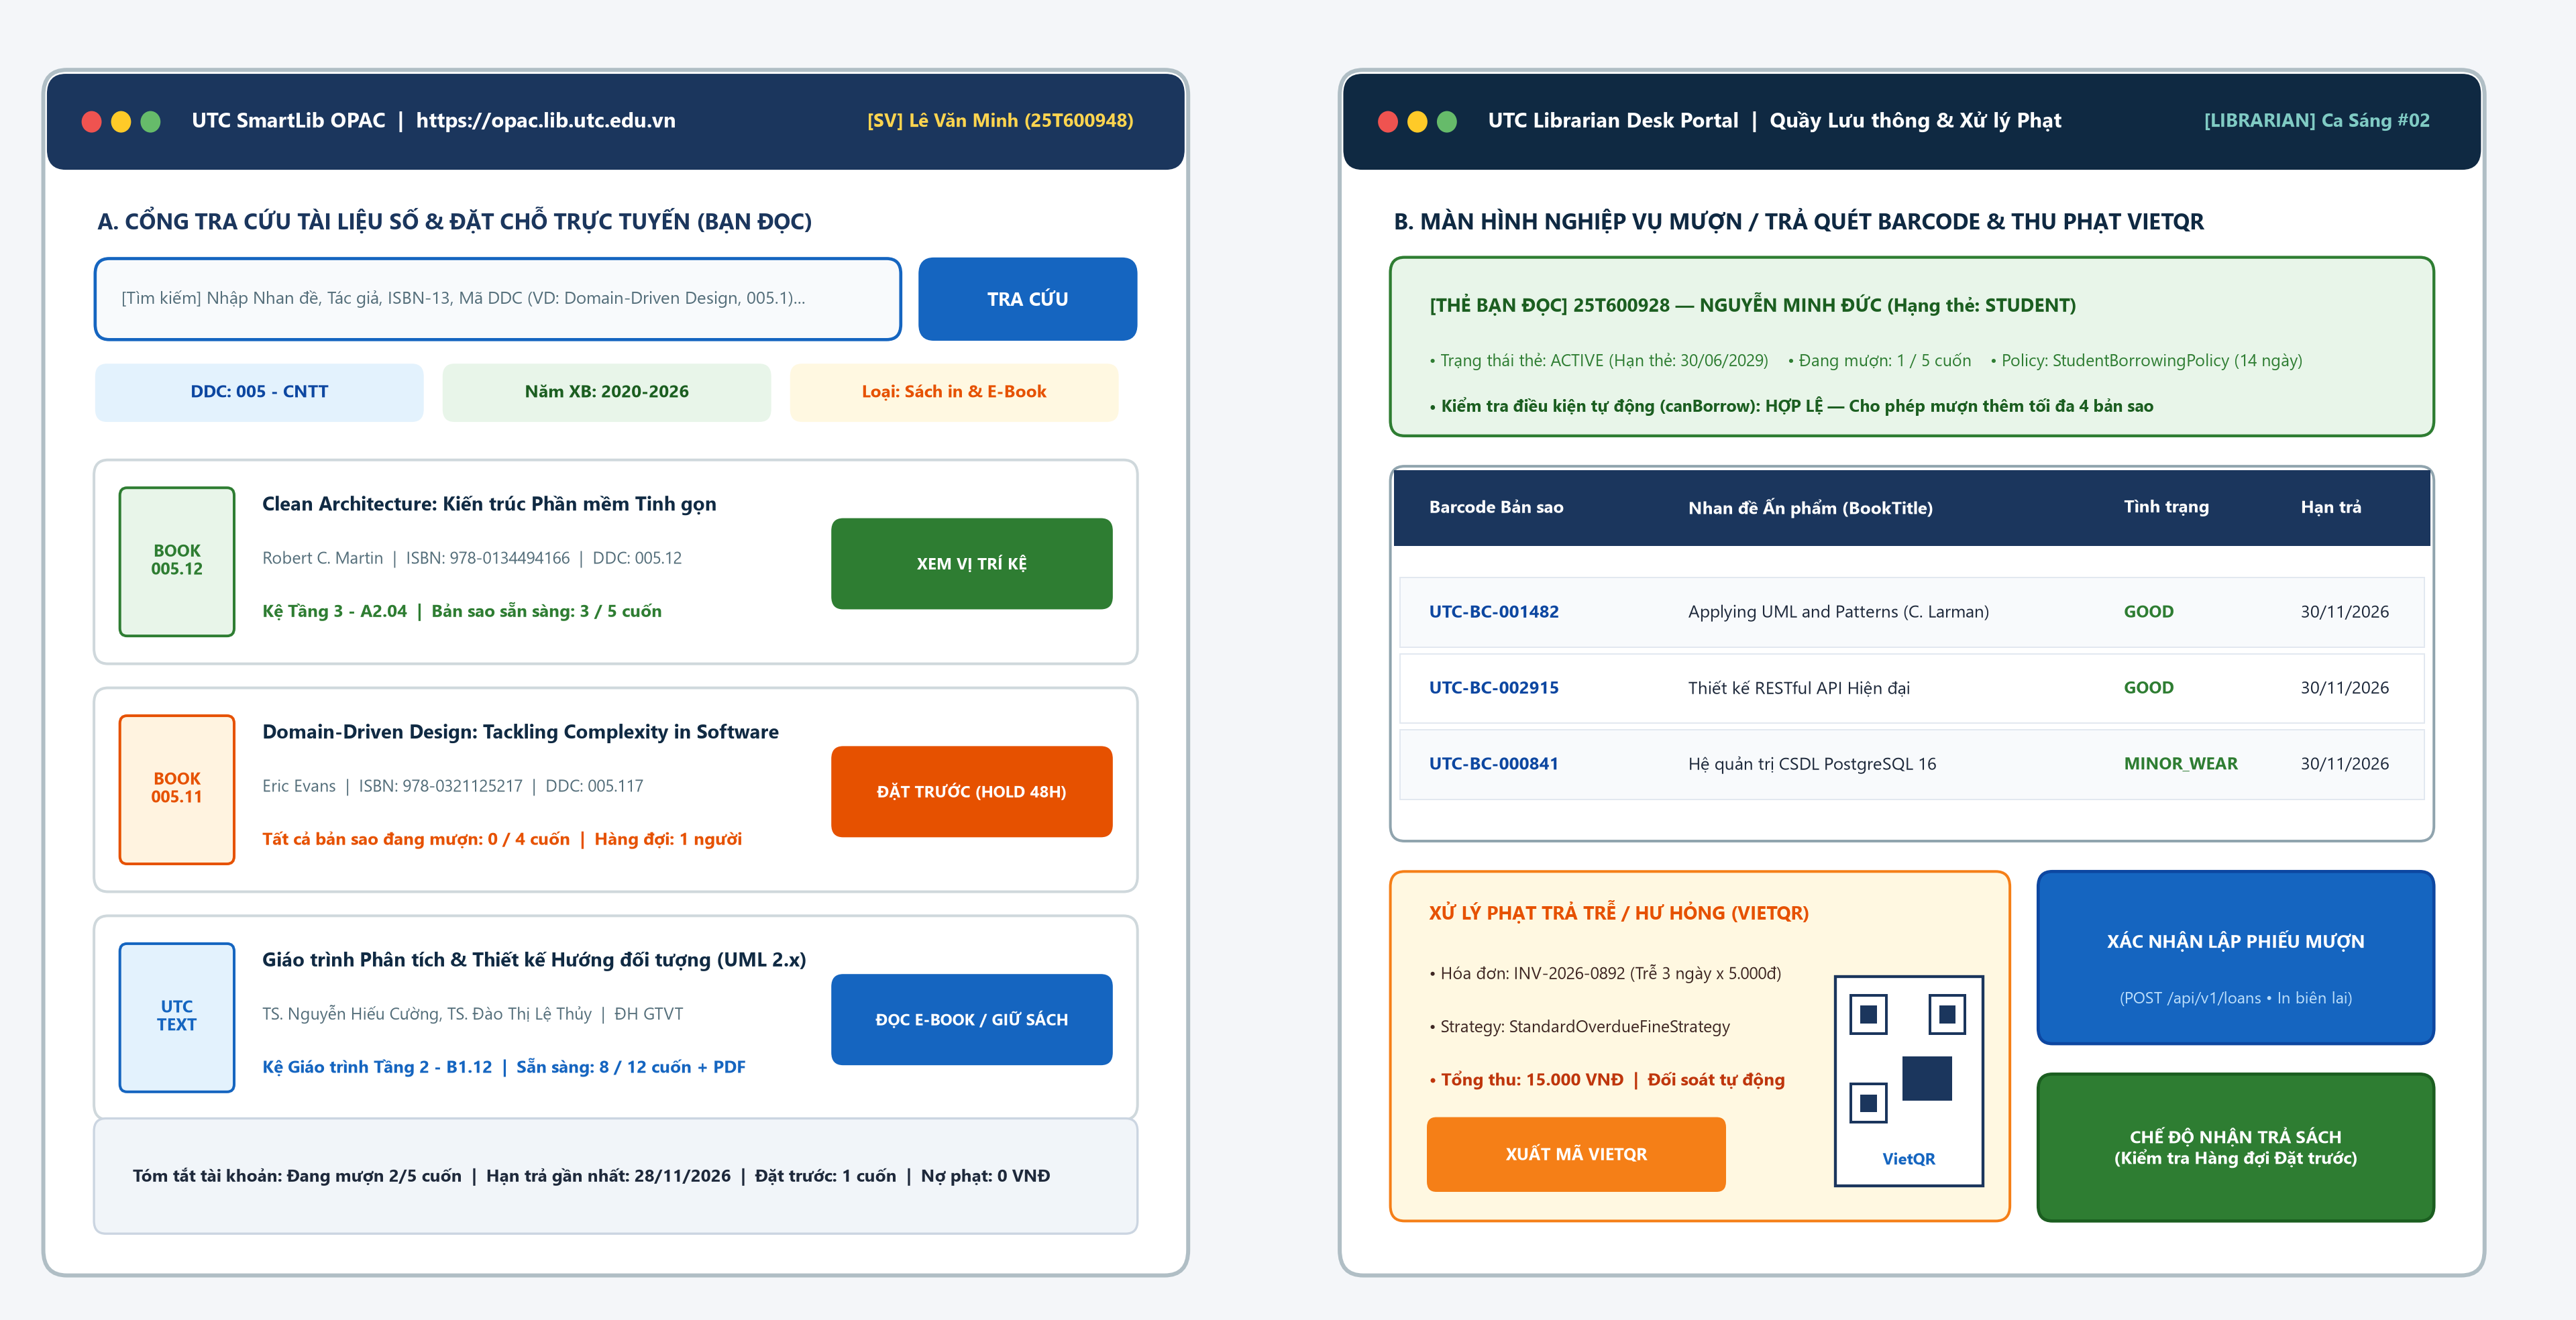 UTC SmartLib OPAC | https://opac.lib.utc.edu.vn
[SV] Lê Văn Minh (25T600948)
A. CỔNG TRA CỨU TÀI LIỆU SỐ & ĐẶT CHỖ TRỰC TUYẾN (BẠN ĐỌC)
[Tìm kiếm] Nhập Nhan đề, Tác giả, ISBN-13, Mã DDC (VD: Domain-Driven Design, 005.1)...
TRA CỨU
DDC: 005 - CNTT
Năm XB: 2020-2026
Loại: Sách in & E-Book
BOOK
005.12
Clean Architecture: Kiến trúc Phần mềm Tinh gọn
Robert C. Martin | ISBN: 978-0134494166 | DDC: 005.12
Kệ Tầng 3 - A2.04 | Bản sao sẵn sàng: 3 / 5 cuốn
XEM VỊ TRÍ KỆ
BOOK
005.11
Domain-Driven Design: Tackling Complexity in Software
Eric Evans | ISBN: 978-0321125217 | DDC: 005.117
Tất cả bản sao đang mượn: 0 / 4 cuốn | Hàng đợi: 1 người
ĐẶT TRƯỚC (HOLD 48H)
UTC
TEXT
Giáo trình Phân tích & Thiết kế Hướng đối tượng (UML 2.x)
TS. Nguyễn Hiếu Cường, TS. Đào Thị Lệ Thủy | ĐH GTVT
Kệ Giáo trình Tầng 2 - B1.12 | Sẵn sàng: 8 / 12 cuốn + PDF
ĐỌC E-BOOK / GIỮ SÁCH
Tóm tắt tài khoản: Đang mượn 2/5 cuốn | Hạn trả gần nhất: 28/11/2026 | Đặt trước: 1 cuốn | Nợ phạt: 0 VNĐ
UTC Librarian Desk Portal | Quầy Lưu thông & Xử lý Phạt
[LIBRARIAN] Ca Sáng #02
B. MÀN HÌNH NGHIỆP VỤ MƯỢN / TRẢ QUÉT BARCODE & THU PHẠT VIETQR
[THẺ BẠN ĐỌC] 25T600928 — NGUYỄN MINH ĐỨC (Hạng thẻ: STUDENT)
• Trạng thái thẻ: ACTIVE (Hạn thẻ: 30/06/2029) • Đang mượn: 1 / 5 cuốn • Policy: StudentBorrowingPolicy (14 ngày)
• Kiểm tra điều kiện tự động (canBorrow): HỢP LỆ — Cho phép mượn thêm tối đa 4 bản sao
Barcode Bản sao Nhan đề Ấn phẩm (BookTitle) Tình trạng Hạn trả
UTC-BC-001482 Applying UML and Patterns (C. Larman) GOOD 30/11/2026
UTC-BC-002915 Thiết kế RESTful API Hiện đại GOOD 30/11/2026
UTC-BC-000841 Hệ quản trị CSDL PostgreSQL 16 MINOR_WEAR 30/11/2026
XỬ LÝ PHẠT TRẢ TRỄ / HƯ HỎNG (VIETQR)
• Hóa đơn: INV-2026-0892 (Trễ 3 ngày x 5.000đ)
• Strategy: StandardOverdueFineStrategy
• Tổng thu: 15.000 VNĐ | Đối soát tự động
XUẤT MÃ VIETQR
VietQR
XÁC NHẬN LẬP PHIẾU MƯỢN
(POST /api/v1/loans • In biên lai)
CHẾ ĐỘ NHẬN TRẢ SÁCH
(Kiểm tra Hàng đợi Đặt trước)